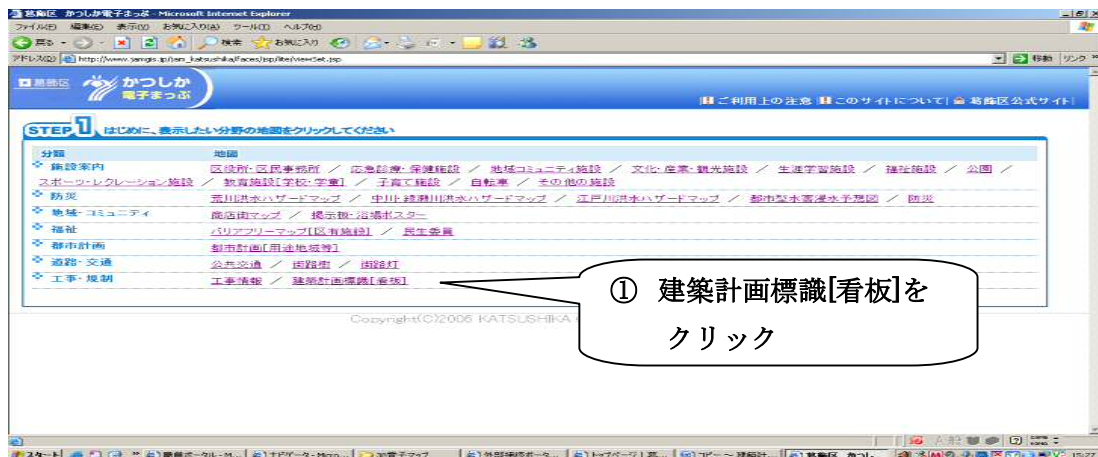 葛飾区 かつしか電子まっぷ - Microsoft Internet Explorer
ファイル(F) 編集(E) 表示(V) お気に入り(A) ツール(T) ヘルプ(H)
戻る 検索 お気に入り
アドレス(D) http://www.sangis.jp/jam_katsushika/faces/jsp/lite/viewSet.jsp 移動 リンク
葛飾区 かつしか
電子まっぷ
ご利用上の注意 このサイトについて| 葛飾区公式サイト|
STEP 1 はじめに、表示したい分野の地図をクリックしてください
分類 地図
施設案内 区役所・区民事務所 ／ 応急診療・保健施設 ／ 地域コミュニティ施設 ／ 文化・産業・観光施設 ／ 生涯学習施設 ／ 福祉施設 ／ 公園 ／
スポーツ・レクレーション施設 ／ 教育施設[学校・学童] ／ 子育て施設 ／ 自転車 ／ その他の施設
防災 荒川洪水ハザードマップ ／ 中川・綾瀬川洪水ハザードマップ ／ 江戸川洪水ハザードマップ ／ 都市型水害浸水予想図 ／ 防災
地域・コミュニティ 商店街マップ ／ 掲示板・浴場ポスター
福祉 バリアフリーマップ[区有施設] ／ 民生委員
都市計画 都市計画[用途地域等]
道路・交通 公共交通 ／ 街路樹 ／ 街路灯
工事・規制 工事情報 ／ 建築計画標識[看板]
① 建築計画標識[看板]を
クリック
Copyright(C)2006 KATSUSHIKA
スタート 15:27